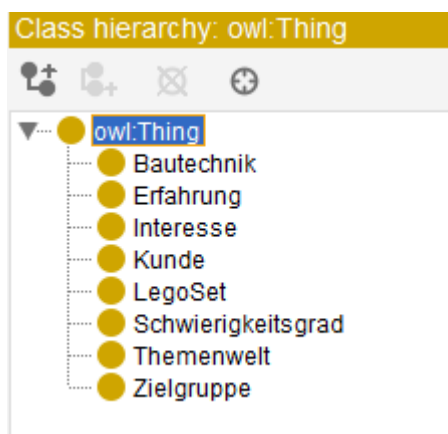 Class hierarchy: owl:Thing
owl:Thing
Bautechnik
Erfahrung
Interesse
Kunde
LegoSet
Schwierigkeitsgrad
Themenwelt
Zielgruppe